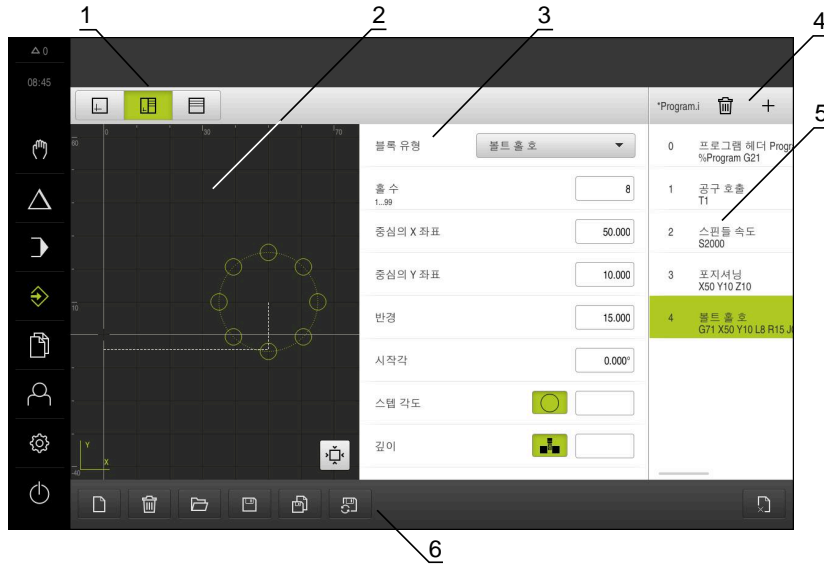 1
2
3
4
5
6
0
08:45
*Program.i
60
0
30
70
10
-40
Y
X
블록 유형
볼트 홀 호
홀 수
1...99
8
중심의 X 좌표
50.000
중심의 Y 좌표
10.000
반경
15.000
시작각
0.000°
스텝 각도
깊이
0
프로그램 헤더 Progr
%Program G21
1
공구 호출
T1
2
스핀들 속도
S2000
3
포지셔닝
X50 Y10 Z10
4
볼트 홀 호
G71 X50 Y10 L8 R15 J0